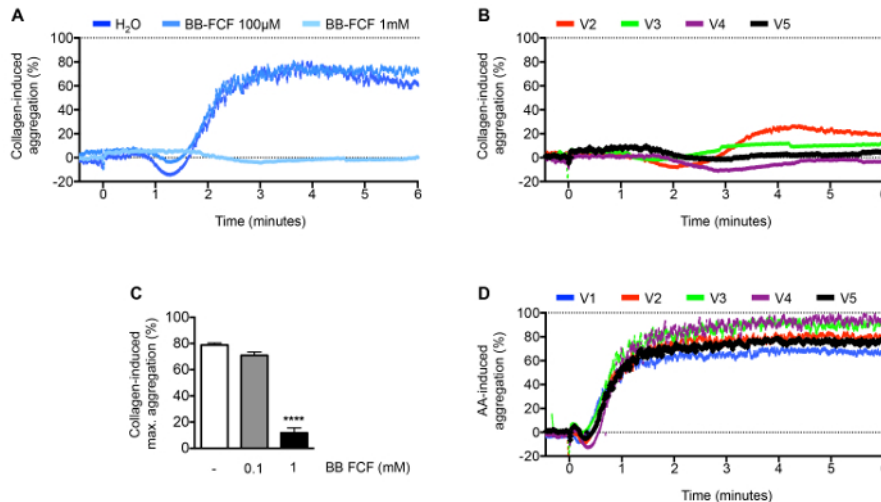 A
H₂O BB-FCF 100µM BB-FCF 1mM
Collagen-induced
aggregation (%)
100
80
60
40
20
0
-20
0 1 2 3 4 5 6
Time (minutes)
B
V2 V3 V4 V5
Collagen-induced
aggregation (%)
100
80
60
40
20
0
-20
0 1 2 3 4 5 6
Time (minutes)
C
Collagen-induced
max. aggregation (%)
100
80
60
40
20
0
****
- 0.1 1 BB FCF (mM)
D
V1 V2 V3 V4 V5
AA-induced
aggregation (%)
100
80
60
40
20
0
-20
0 1 2 3 4 5 6
Time (minutes)